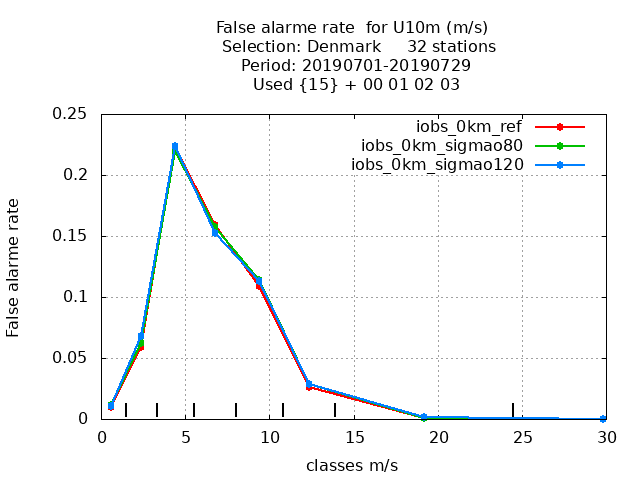 False alarme rate  for U10m (m/s)
Selection: Denmark     32 stations
Period: 20190701-20190729
Used {15} + 00 01 02 03
0.25
0.2
0.15
0.1
0.05
0
iobs_0km_ref
iobs_0km_sigmao80
iobs_0km_sigmao120
False alarme rate
0 5 10 15 20 25 30
classes m/s